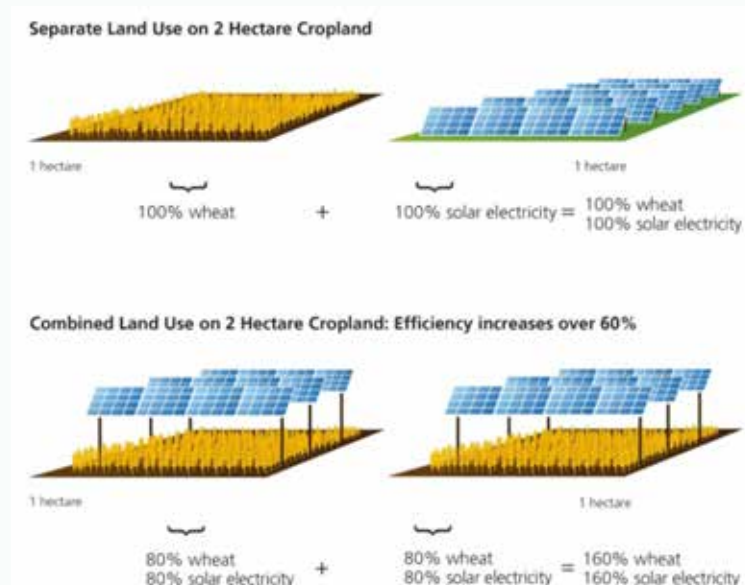 Separate Land Use on 2 Hectare Cropland
1 hectare
1 hectare
100% wheat
+
100% solar electricity
=
100% wheat
100% solar electricity
Combined Land Use on 2 Hectare Cropland: Efficiency increases over 60%
1 hectare
1 hectare
80% wheat
80% solar electricity
+
80% wheat
80% solar electricity
=
160% wheat
160% solar electricity